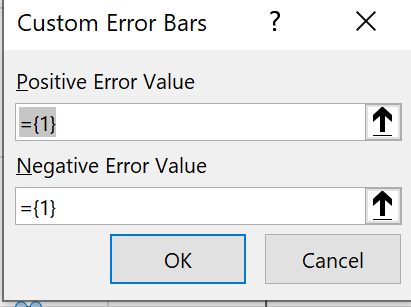 Custom Error Bars ?
Positive Error Value
={1}
Negative Error Value
={1}
OK Cancel